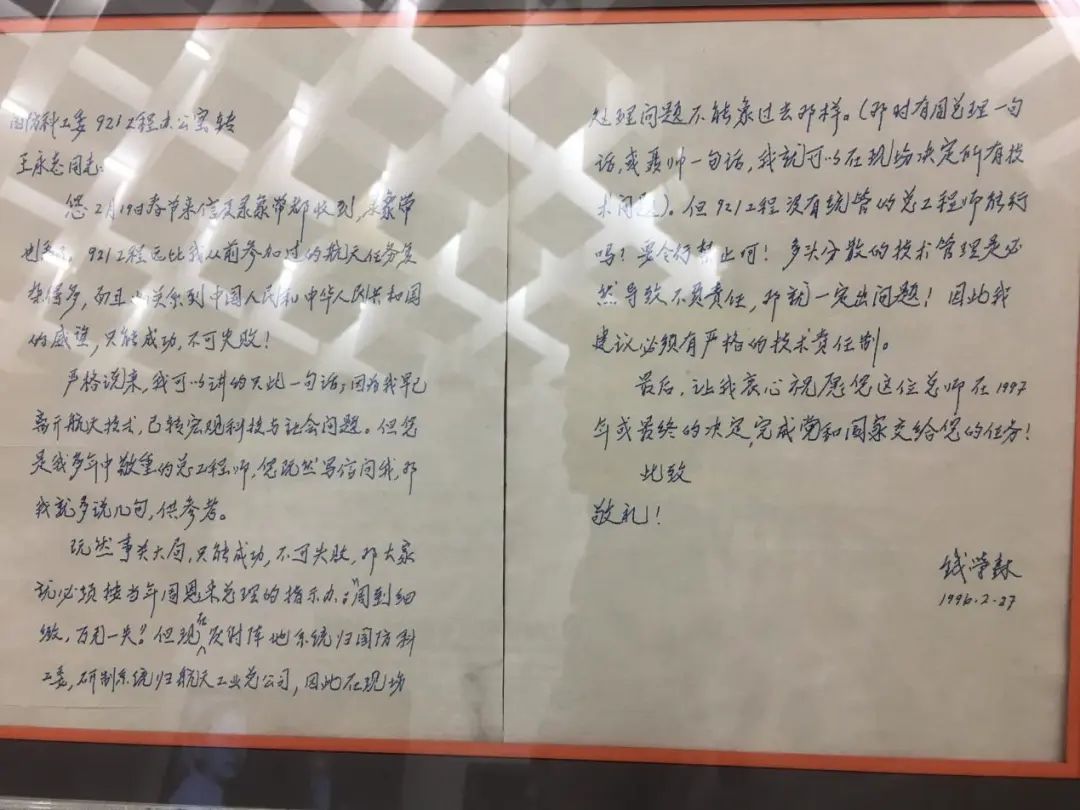 国防科工委921工程办公室转
王永志同志:
您2月19日春节来信及录象带都收到,录象带
也看了。921工程远比我从前参加过的航天任务复
杂得多,而且关系到中国人民和中华人民共和国
的威望,只能成功,不可失败!
严格说来,我可以讲的只此一句话;因为我早已
离开航天技术,已转宏观科技与社会问题。但您
是我多年中敬重的总工程师,您既然写信问我,那
我就多说几句,供参考。
既然事关大局,只能成功,不可失败,那大家
就必须按当年周恩来总理的指示办:“周到细
致,万无一失”。但现在发射阵地系统归国防科
工委,研制系统归航天工业总公司,因此在现场
处理问题不能象过去那样。(那时有周总理一句
话,或聂帅一句话,我就可以在现场决定所有技
术问题)。但921工程没有统管的总工程师能行
吗?要令行禁止呵!多头分散的技术管理是必
然导致不负责任,那就一定出问题!因此我
建议必须有严格的技术责任制。
最后,让我衷心祝愿您这位总师在1997
年或最终的决定,完成党和国家交给您的任务!
此致
敬礼!
钱学森
1996.2.27